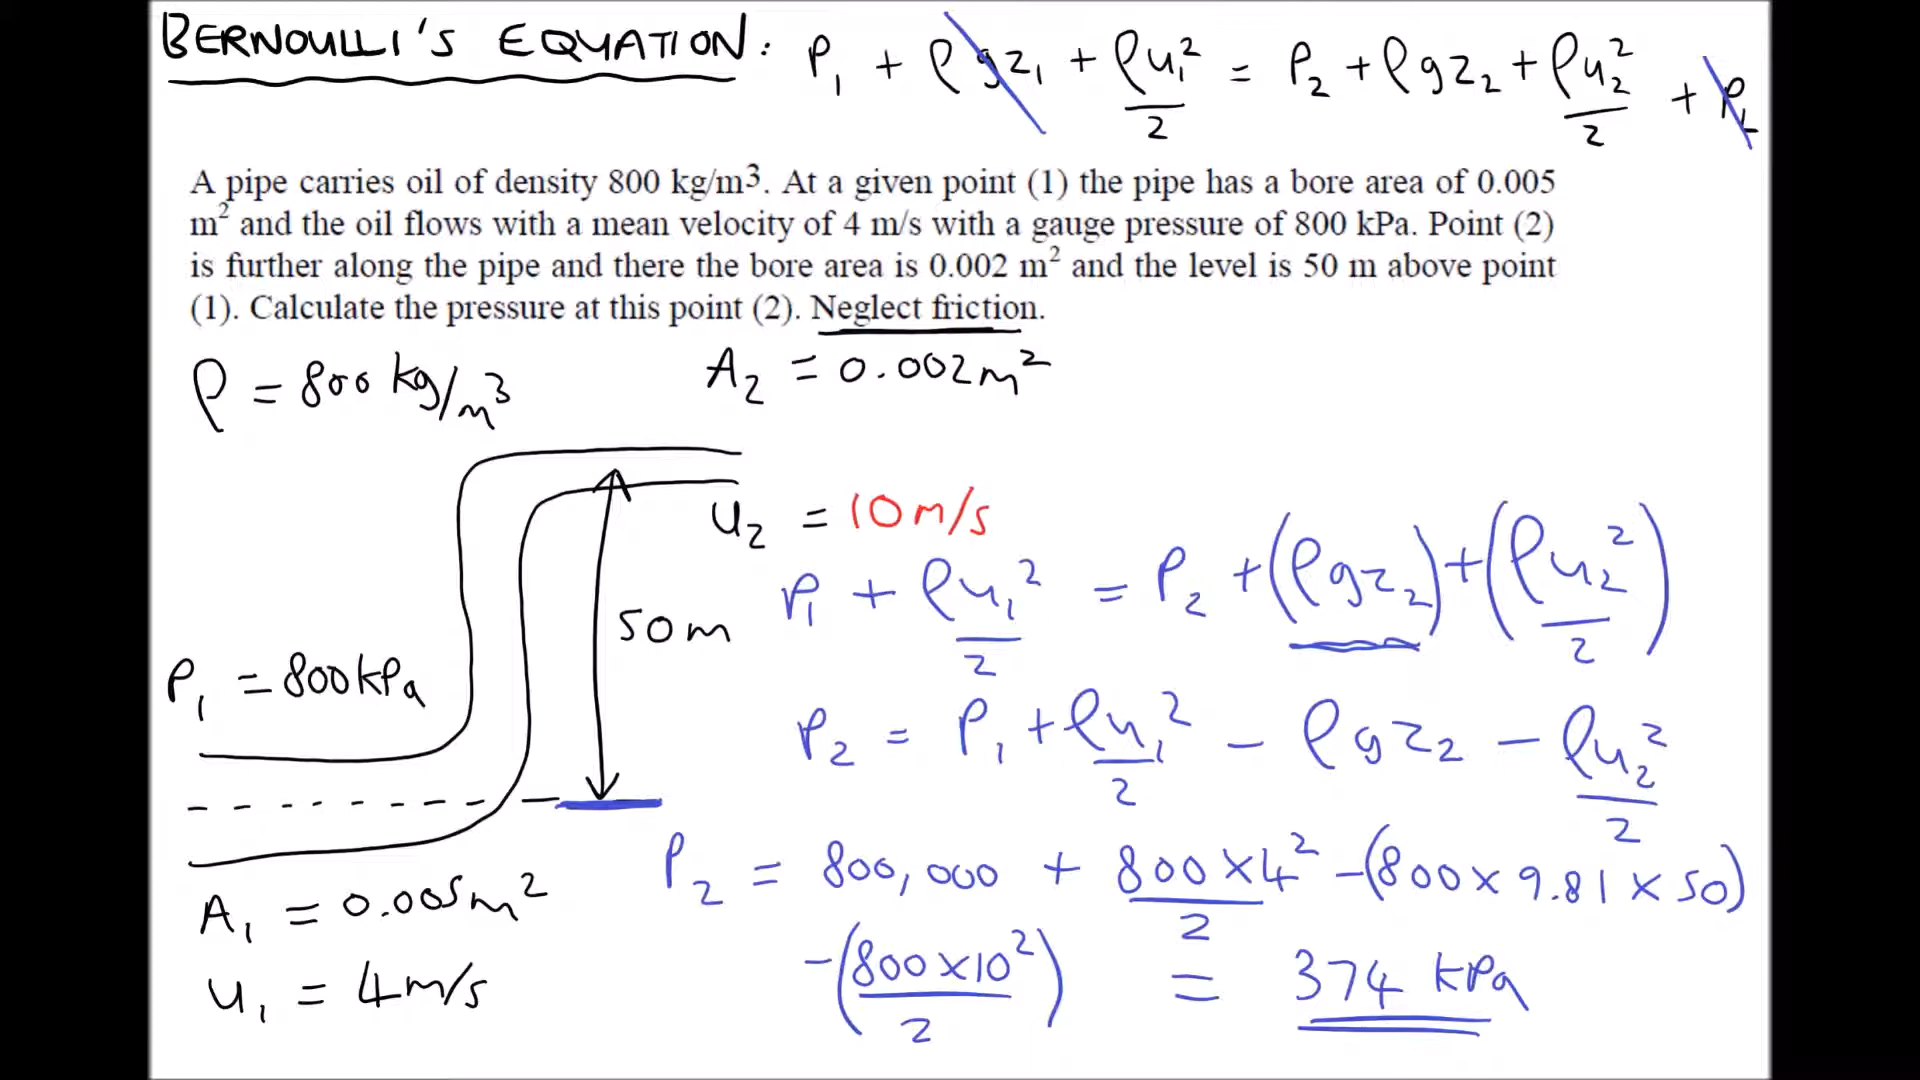 BERNOULLI'S EQUATION: P₁ + ρgz₁ + ρu₁²/2 = P₂ + ρgz₂ + ρu₂²/2 + PL
A pipe carries oil of density 800 kg/m³. At a given point (1) the pipe has a bore area of 0.005
m² and the oil flows with a mean velocity of 4 m/s with a gauge pressure of 800 kPa. Point (2)
is further along the pipe and there the bore area is 0.002 m² and the level is 50 m above point
(1). Calculate the pressure at this point (2). Neglect friction.
ρ = 800 kg/m³
A₂ = 0.002m²
u₂ = 10m/s
P₁ + ρu₁²/2 = P₂ + (ρgz₂) + (ρu₂²/2)
50m
P₁ = 800kPa
P₂ = P₁ + ρu₁²/2 - ρgz₂ - ρu₂²/2
P₂ = 800,000 + 800×4²/2 - (800 × 9.81 × 50)
A₁ = 0.005m²
-(800×10²/2) = 374 kPa
u₁ = 4m/s